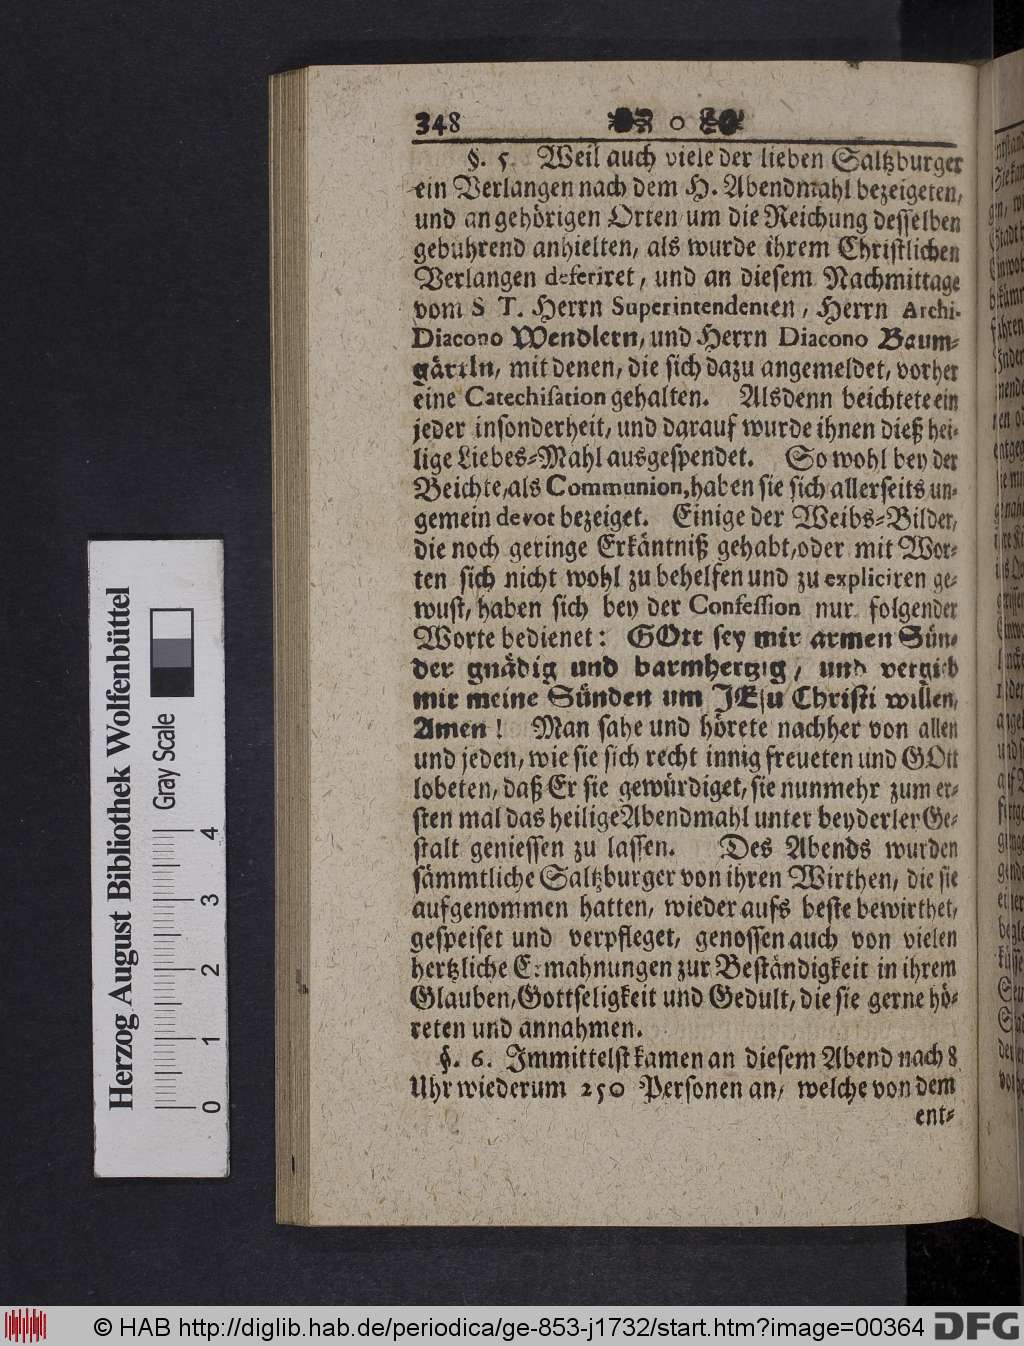 348 o
§. 5. Weil auch viele der lieben Saltzburger
ein Verlangen nach dem H. Abendmahl bezeigeten,
und an gehörigen Orten um die Reichung desselben
gebuhrend anhielten, als wurde ihrem Christlichen
Verlangen deferiret, und an diesem Nachmittage
vom S T. Herrn Superintendenten, Herrn Archi-
Diacono Wendlern, und Herrn Diacono Baum-
gärteln, mit denen, die sich dazu angemeldet, vorher
eine Catechisation gehalten. Alsdenn beichtete ein
jeder insonderheit, und darauf wurde ihnen dieß hei-
lige Liebes-Mahl ausgespendet. So wohl bey der
Beichte, als Communion, haben sie sich allerseits un-
gemein devot bezeiget. Einige der Weibs-Bilder,
die noch geringe Erkäntniß gehabt, oder mit Wor-
ten sich nicht wohl zu behelfen und zu expliciren ge-
wust, haben sich bey der Confession nur folgender
Worte bedienet: GOtt sey mir armen Sün-
der gnädig und barmhertzig, und vergieb
mir meine Sünden um JEsu Christi willen,
Amen! Man sahe und hörete nachher von allen
und jeden, wie sie sich recht innig freueten und GOtt
lobeten, daß Er sie gewürdiget, sie nunmehr zum er-
sten mal das heilige Abendmahl unter beyderley Ge-
stalt geniessen zu lassen. Des Abends wurden
sämmtliche Saltzburger von ihren Wirthen, die sie
aufgenommen hatten, wieder aufs beste bewirthet,
gespeiset und verpfleget, genossen auch von vielen
hertzliche Ermahnungen zur Beständigkeit in ihrem
Glauben, Gottseligkeit und Gedult, die sie gerne hö-
reten und annahmen.
§. 6. Immittelst kamen an diesem Abend nach 8
Uhr wiederum 250 Personen an, welche von dem
ent-
Herzog August Bibliothek Wolfenbüttel
Gray Scale
0 1 2 3 4
© HAB http://diglib.hab.de/periodica/ge-853-j1732/start.htm?image=00364 DFG